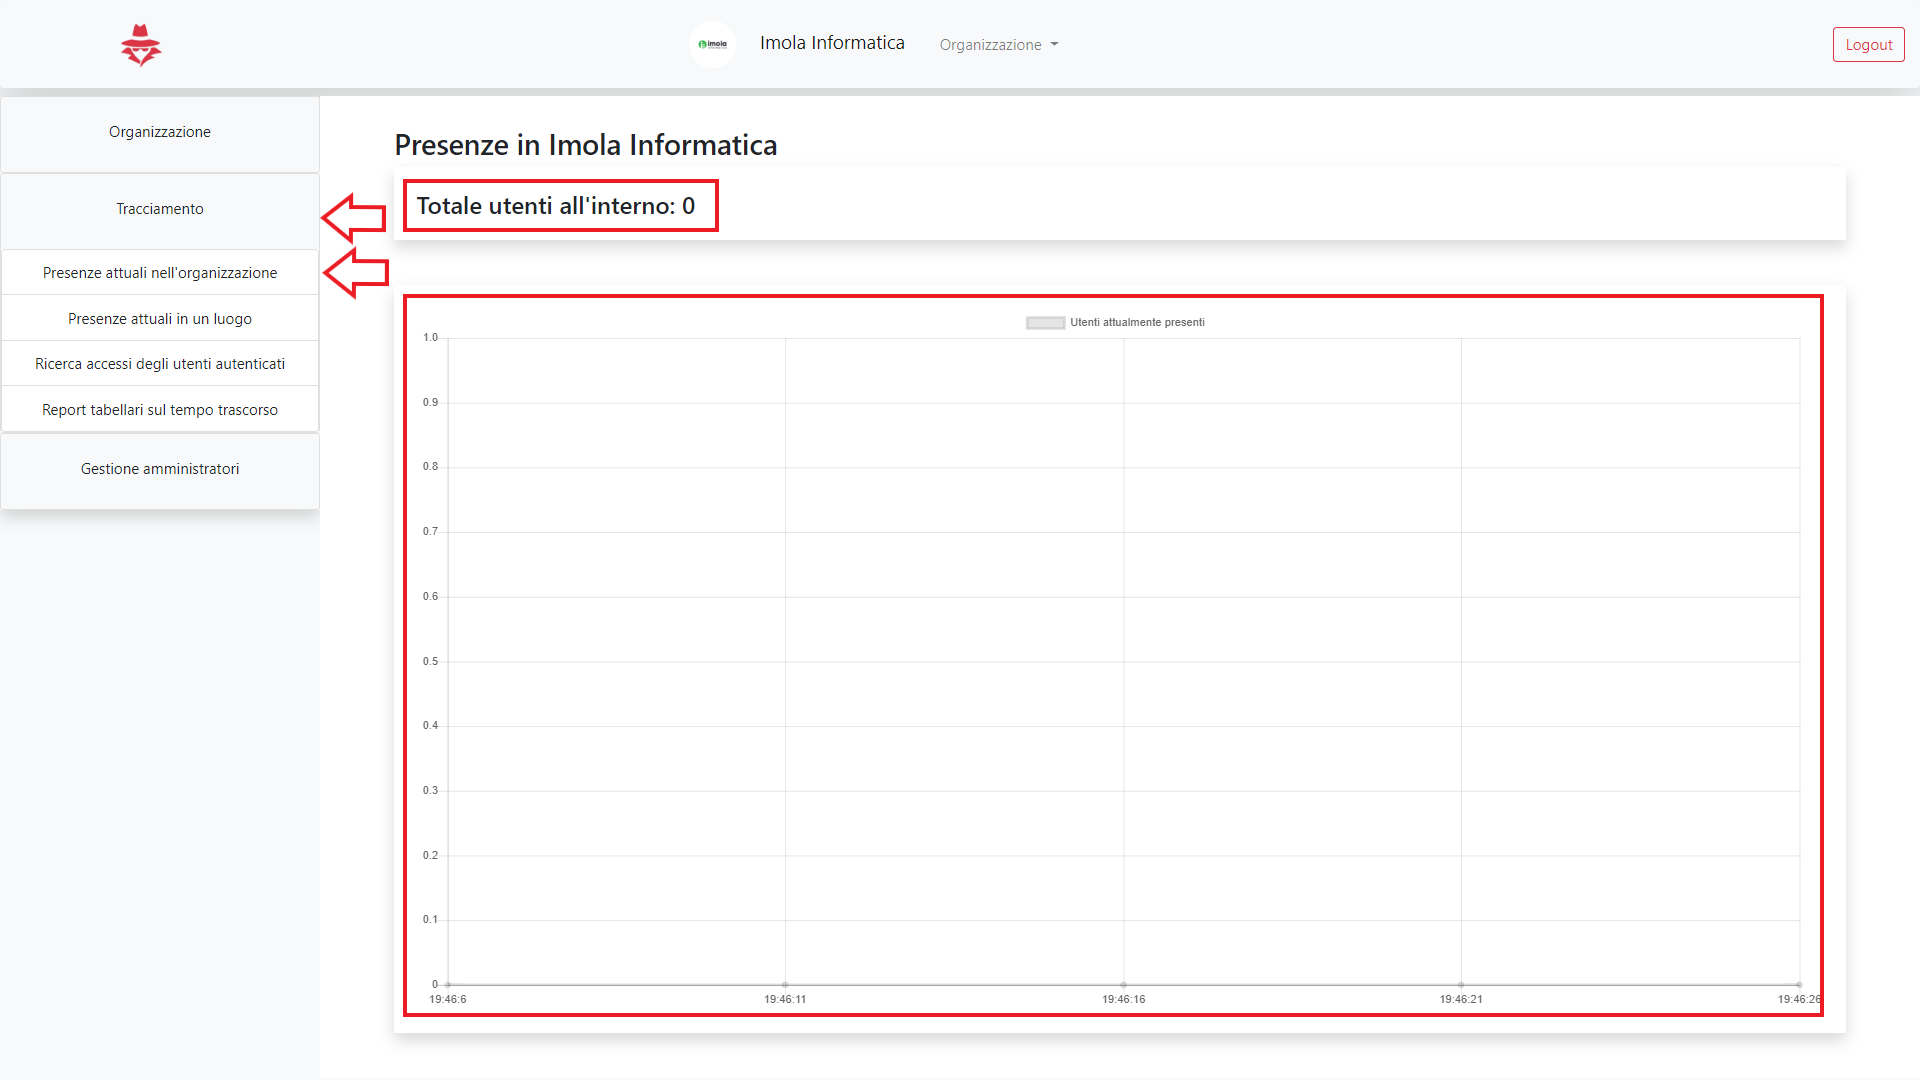 imola
Imola Informatica
Organizzazione
Logout
Organizzazione
Tracciamento
Presenze attuali nell'organizzazione
Presenze attuali in un luogo
Ricerca accessi degli utenti autenticati
Report tabellari sul tempo trascorso
Gestione amministratori
Presenze in Imola Informatica
Totale utenti all'interno: 0
Utenti attualmente presenti
1.0
0.9
0.8
0.7
0.6
0.5
0.4
0.3
0.2
0.1
0
19:46:6 19:46:11 19:46:16 19:46:21 19:46:26